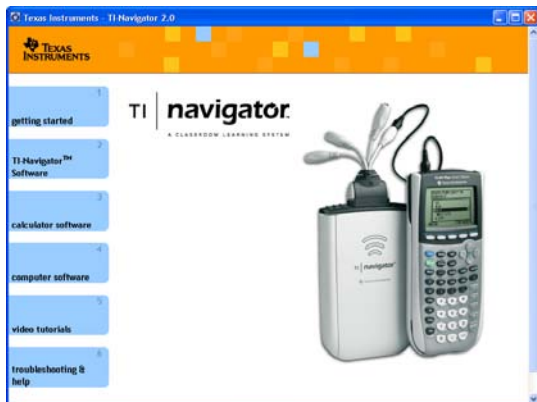 Texas Instruments - TI-Navigator 2.0
TEXAS
INSTRUMENTS
1
getting started
2
TI-Navigator™
Software
3
calculator software
4
computer software
5
video tutorials
6
troubleshooting &
help
TI navigator™
A CLASSROOM LEARNING SYSTEM
TI navigator